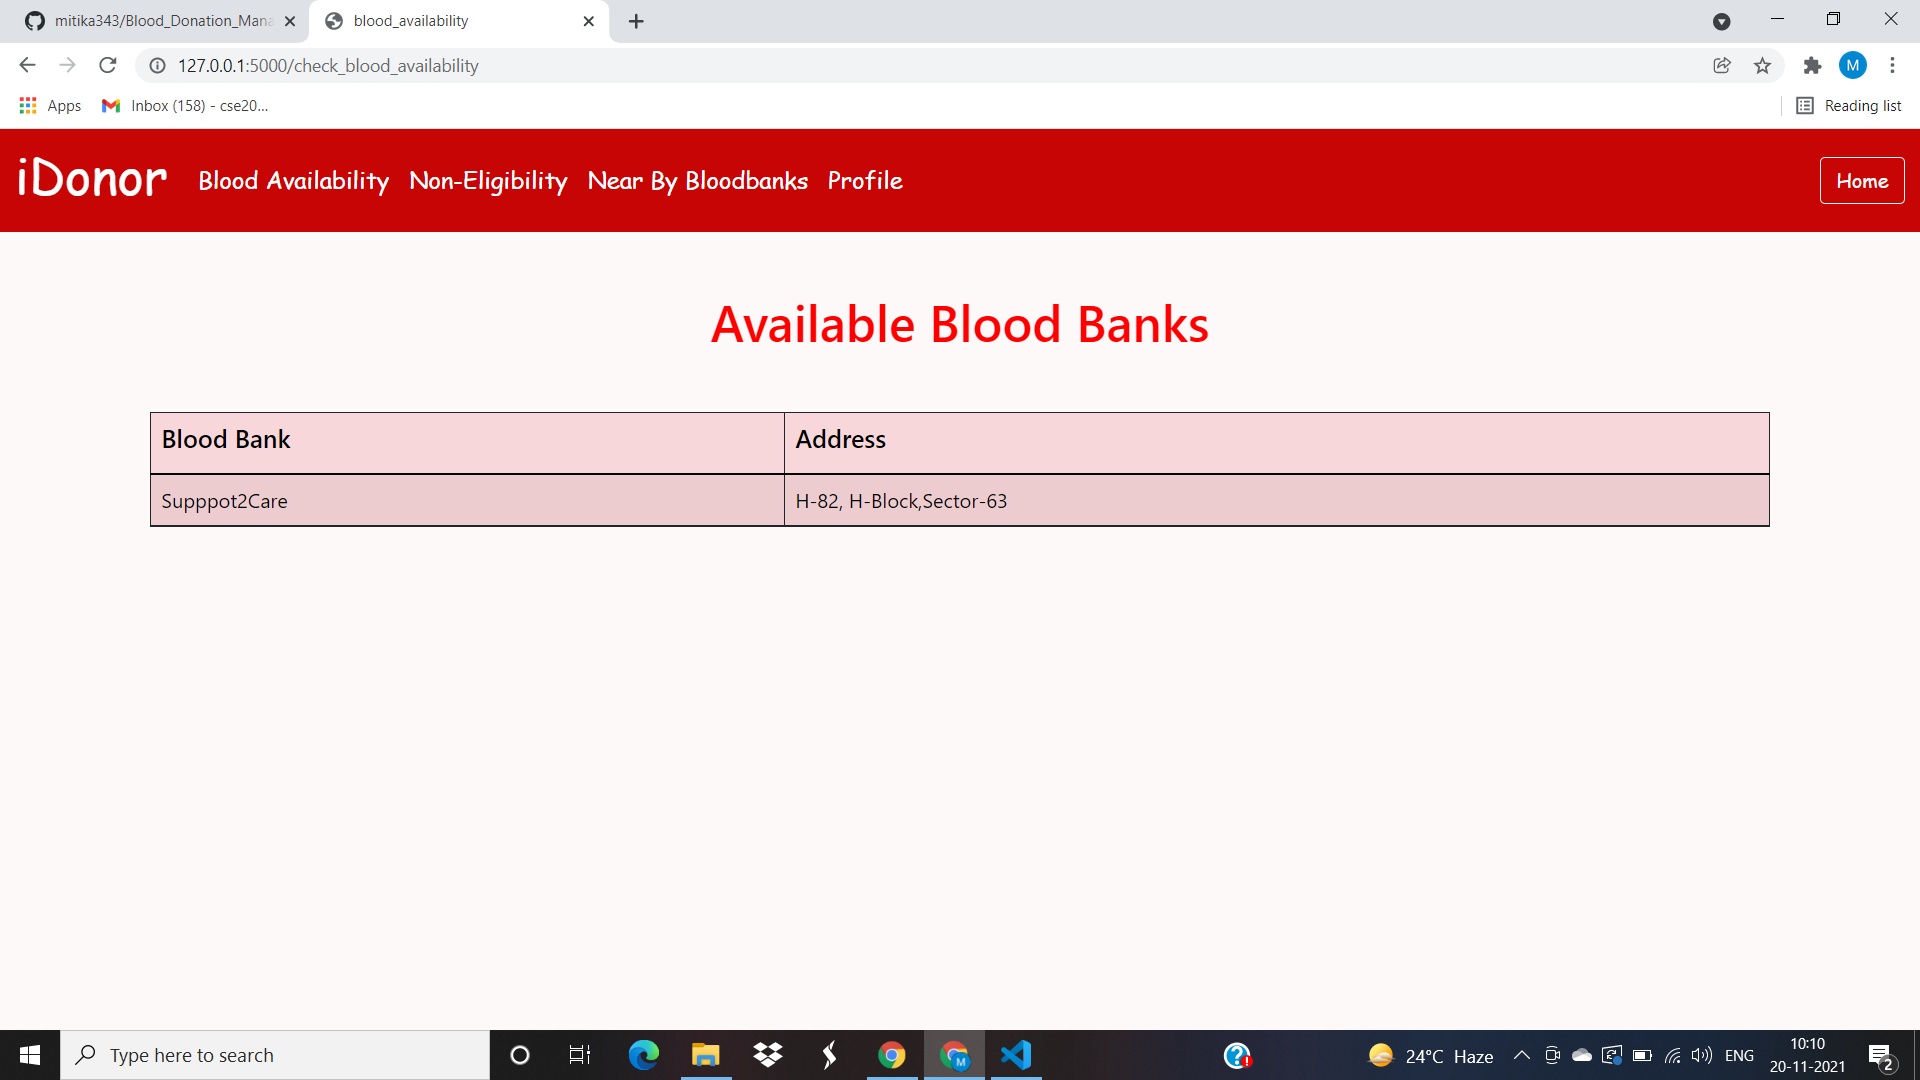 mitika343/Blood_Donation_Mana
blood_availability
127.0.0.1:5000/check_blood_availability
M
Apps
Inbox (158) - cse20...
Reading list
iDonor
Blood Availability
Non-Eligibility
Near By Bloodbanks
Profile
Home
Available Blood Banks
Blood Bank
Address
Supppot2Care
H-82, H-Block,Sector-63
Type here to search
M
24°C Haze
ENG
10:10
20-11-2021
2